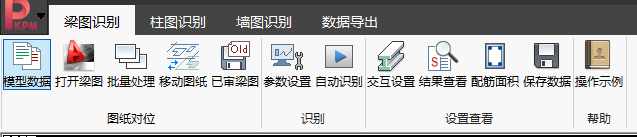 PKPM
梁图识别 柱图识别 墙图识别 数据导出
Old
模型数据 打开梁图 批量处理 移动图纸 已审梁图 参数设置 自动识别 交互设置 结果查看 配筋面积 保存数据 操作示例
图纸对位 识别 设置查看 帮助